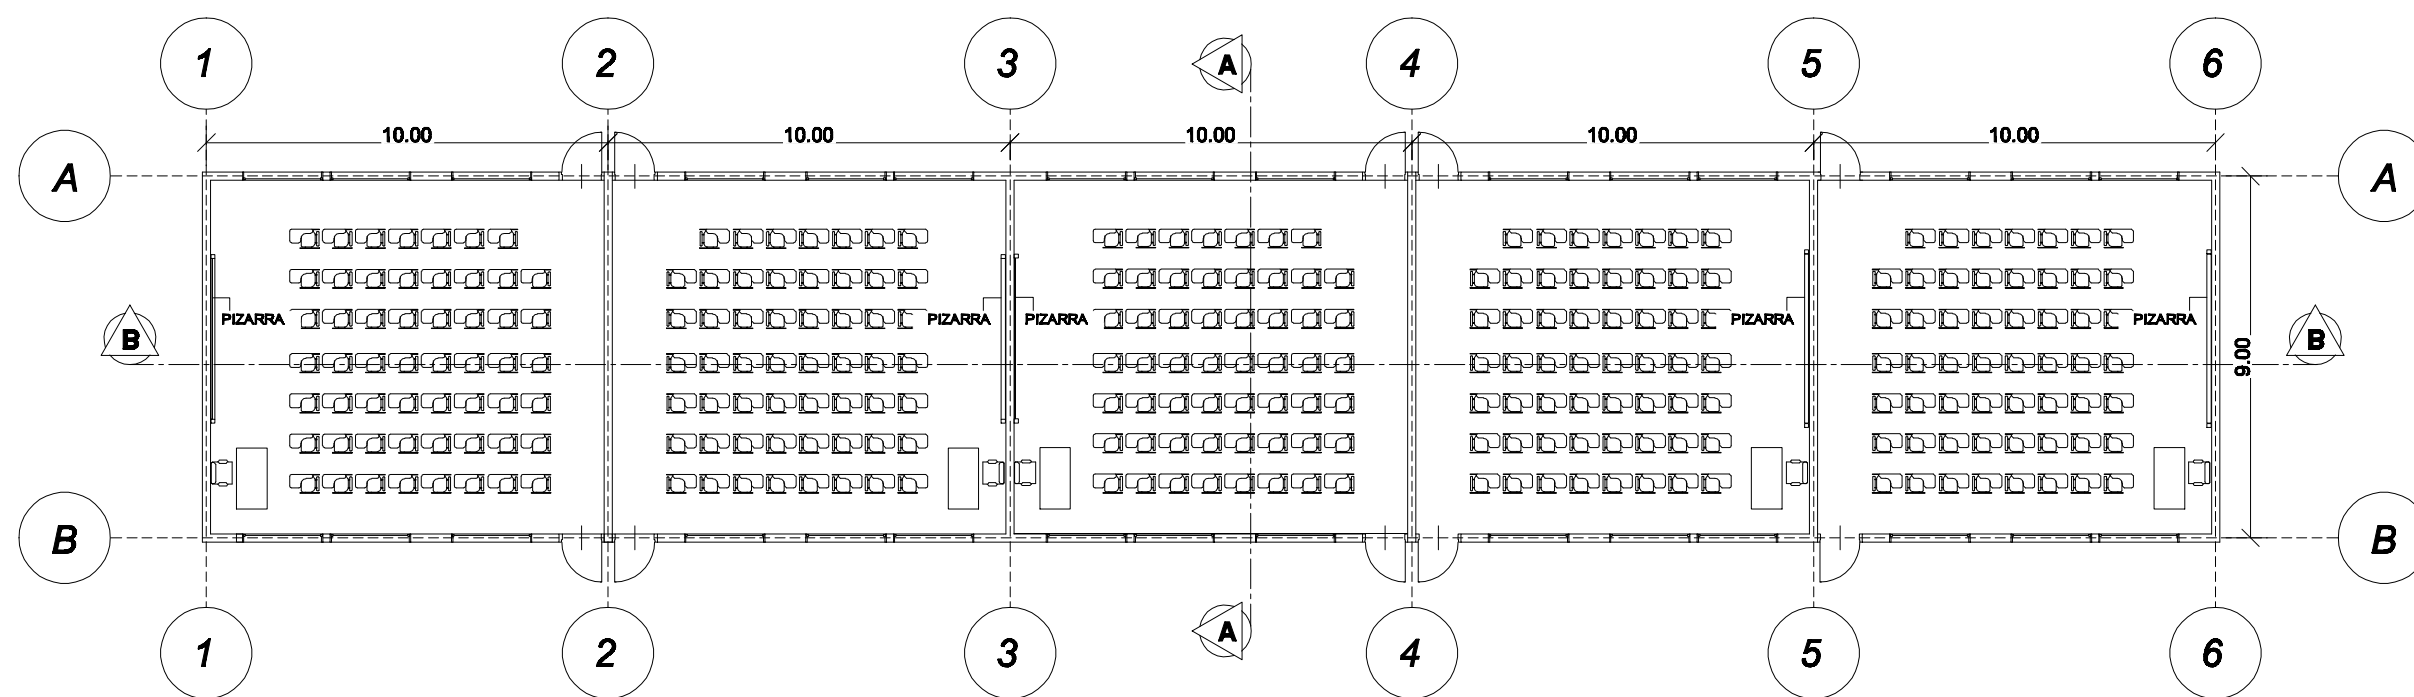 1 2 3 A 4 5 6
10.00 10.00 10.00 10.00 10.00
A A
PIZARRA PIZARRA PIZARRA PIZARRA PIZARRA
B B
9.00
B B
1 2 3 A 4 5 6